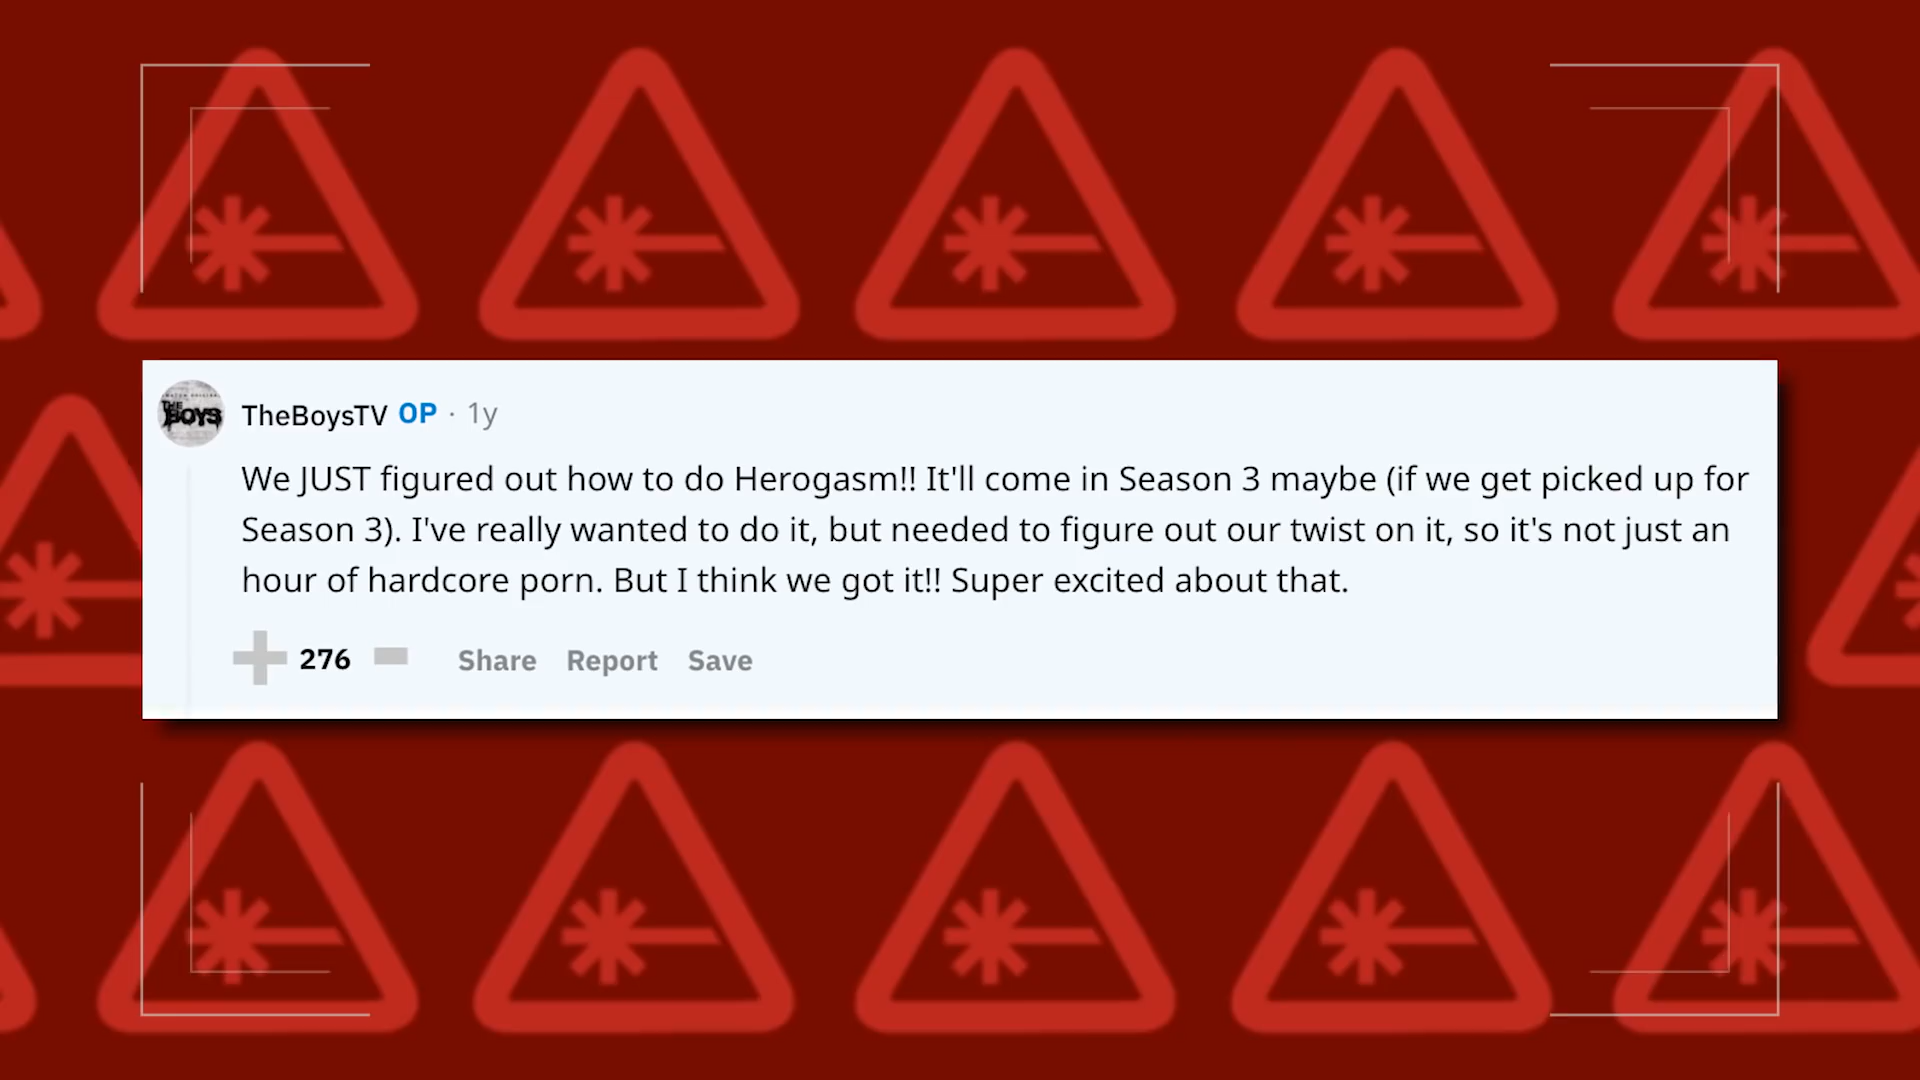 THE
BOYS
TheBoysTV OP · 1y
We JUST figured out how to do Herogasm!! It'll come in Season 3 maybe (if we get picked up for
Season 3). I've really wanted to do it, but needed to figure out our twist on it, so it's not just an
hour of hardcore porn. But I think we got it!! Super excited about that.
276 Share Report Save